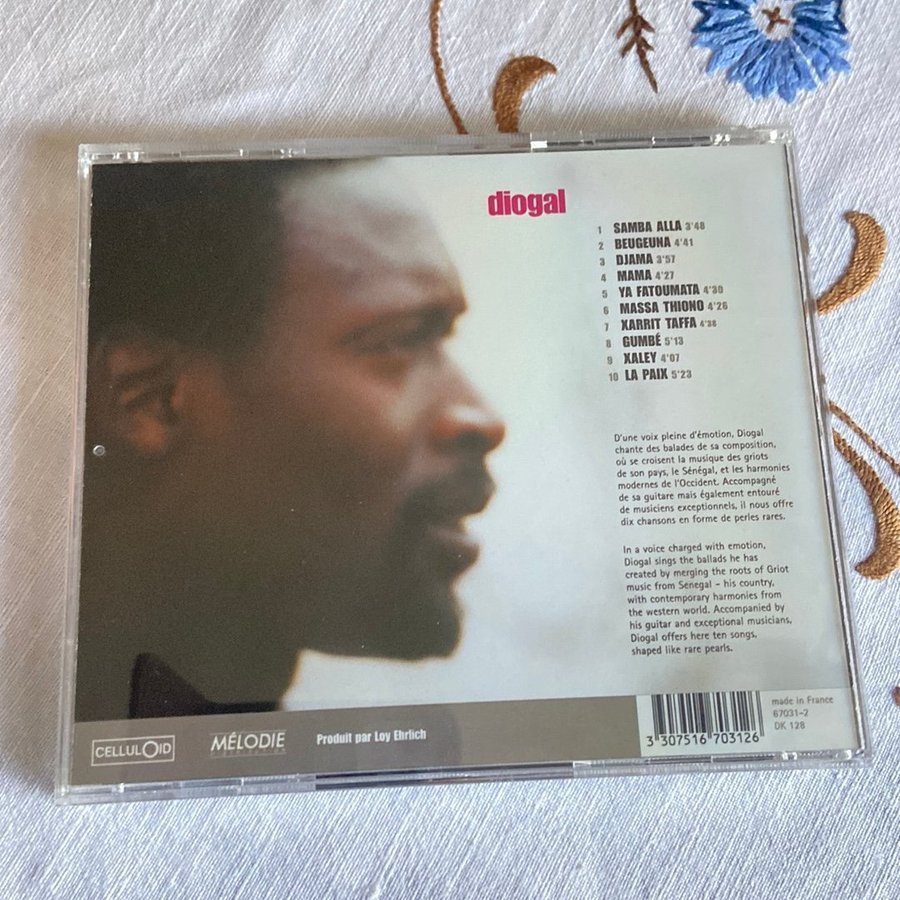 diogal
1 SAMBA ALLA 3'48
2 BEUGEUNA 4'41
3 DJAMA 3'57
4 MAMA 4'27
5 YA FATOUMATA 4'30
6 MASSA THIONO 4'26
7 XARRIT TAFFA 4'38
8 GUMBÉ 5'13
9 XALEY 4'07
10 LA PAIX 5'23
D'une voix pleine d'émotion, Diogal
chante des balades de sa composition,
où se croisent la musique des griots
de son pays, le Sénégal, et les harmonies
modernes de l'Occident. Accompagné
de sa guitare mais également entouré
de musiciens exceptionnels, il nous offre
dix chansons en forme de perles rares.
In a voice charged with emotion,
Diogal sings the ballads he has
created by merging the roots of Griot
music from Senegal - his country,
with contemporary harmonies from
the western world. Accompanied by
his guitar and exceptional musicians,
Diogal offers here ten songs,
shaped like rare pearls.
CELLULOID
MÉLODIE
Produit par Loy Ehrlich
3 307516 703126
made in France
67031-2
DK 128